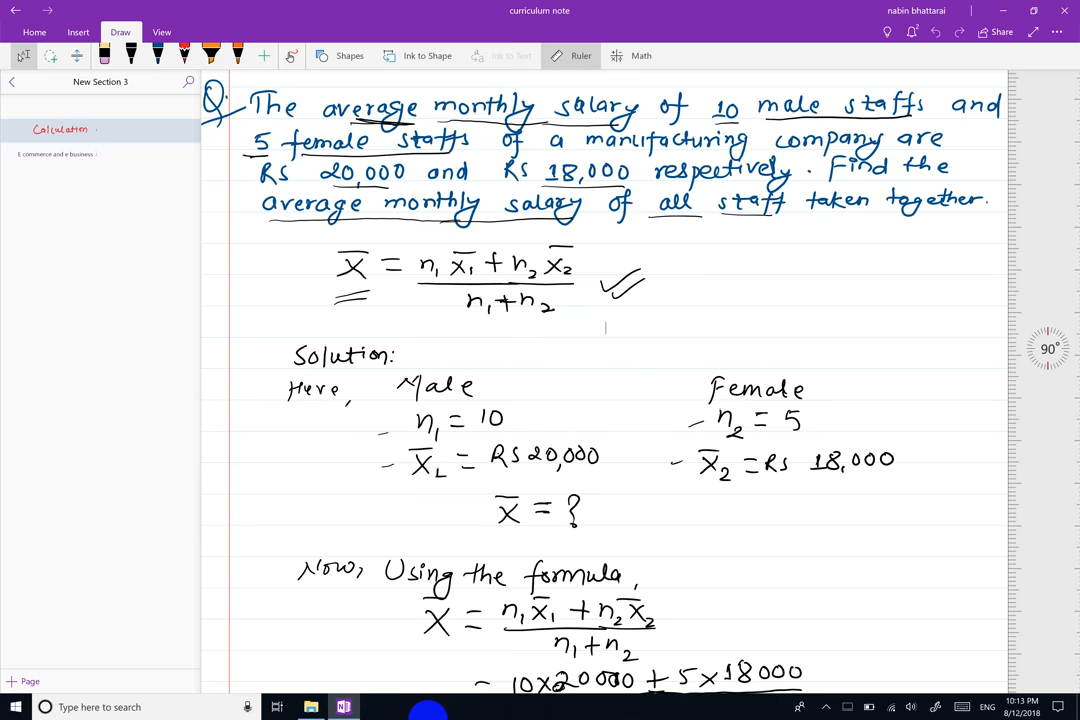 curriculum note
nabin bhattarai
Home Insert Draw View
Share
Shapes Ink to Shape Ink to Text Ruler Math
New Section 3
Calculation
E commerce and e business
Q. The average monthly salary of 10 male staffs and
5 female staffs of a manufacturing company are
RS 20,000 and RS 18,000 respectively. Find the
average monthly salary of all staff taken together.
X̅ = (n₁ X̅₁ + n₂ X̅₂) / (n₁ + n₂)
Solution:
Here, Male Female
n₁ = 10 n₂ = 5
X̅₁ = RS 20,000 X̅₂ = RS 18,000
X̅ = ?
Now, Using the formula,
X̅ = (n₁ X̅₁ + n₂ X̅₂) / (n₁ + n₂)
= 10 × 20000 + 5 × 18000
90°
Page
Type here to search
ENG
10:13 PM
8/12/2018